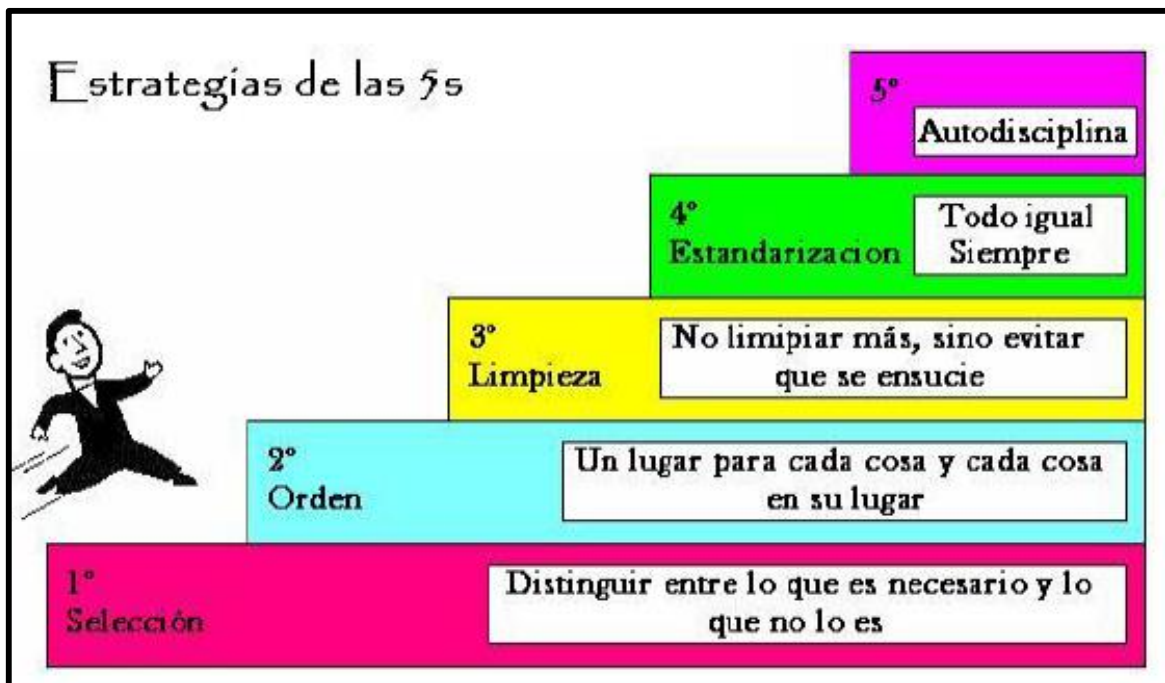 Estrategias de las 5s
5°
Autodisciplina
4°
Estandarizacion
Todo igual
Siempre
3°
Limpieza
No limipiar más, sino evitar
que se ensucie
2°
Orden
Un lugar para cada cosa y cada cosa
en su lugar
1°
Selección
Distinguir entre lo que es necesario y lo
que no lo es